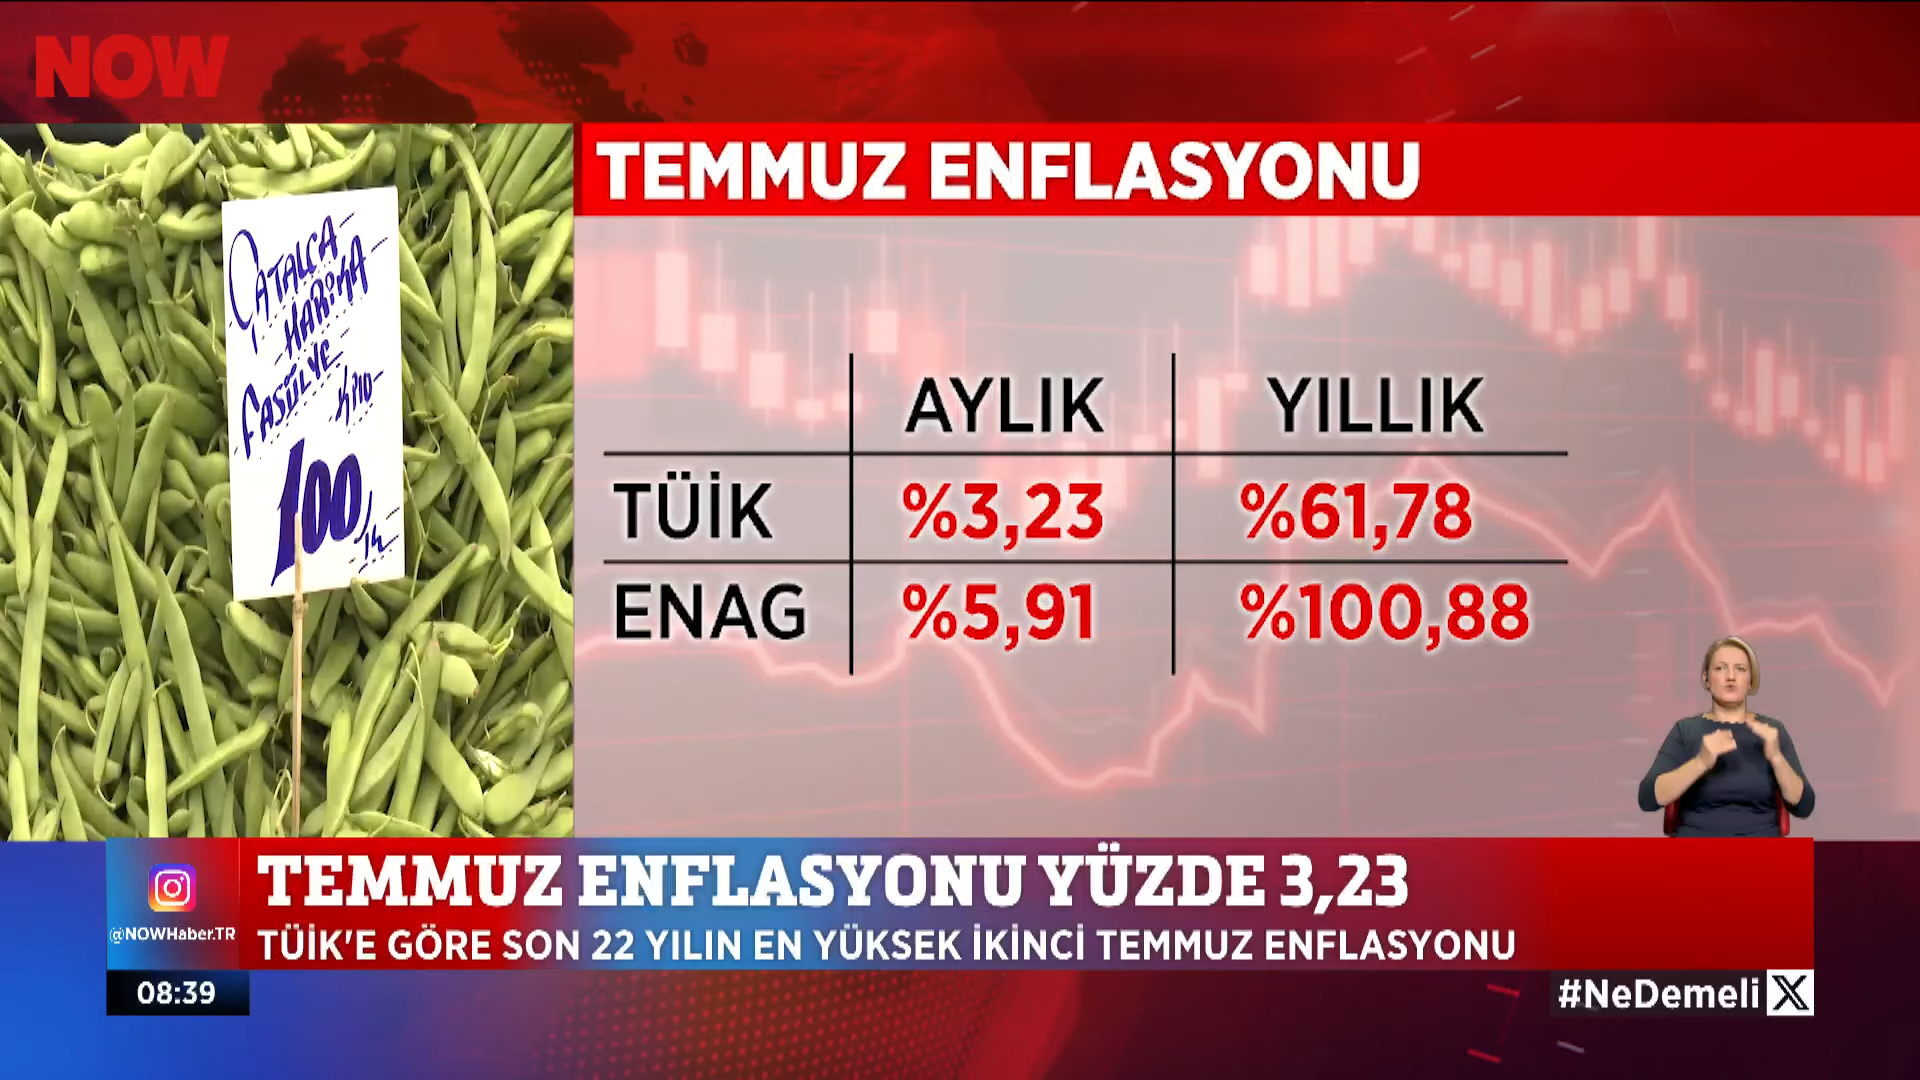 NOW
TEMMUZ ENFLASYONU
ÇATALCA
HARiKA
FASÜLYE
100
AYLIK YILLIK
TÜİK %3,23 %61,78
ENAG %5,91 %100,88
TEMMUZ ENFLASYONU YÜZDE 3,23
@NOWHaber.TR
TÜİK'E GÖRE SON 22 YILIN EN YÜKSEK İKİNCİ TEMMUZ ENFLASYONU
08:39
#NeDemeli X